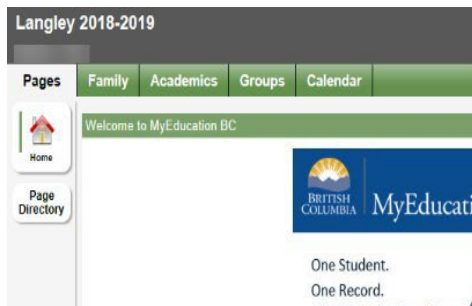 Langley 2018-2019
Pages Family Academics Groups Calendar
Welcome to MyEducation BC
Home
Page
Directory
BRITISH
COLUMBIA
MyEducati
One Student.
One Record.